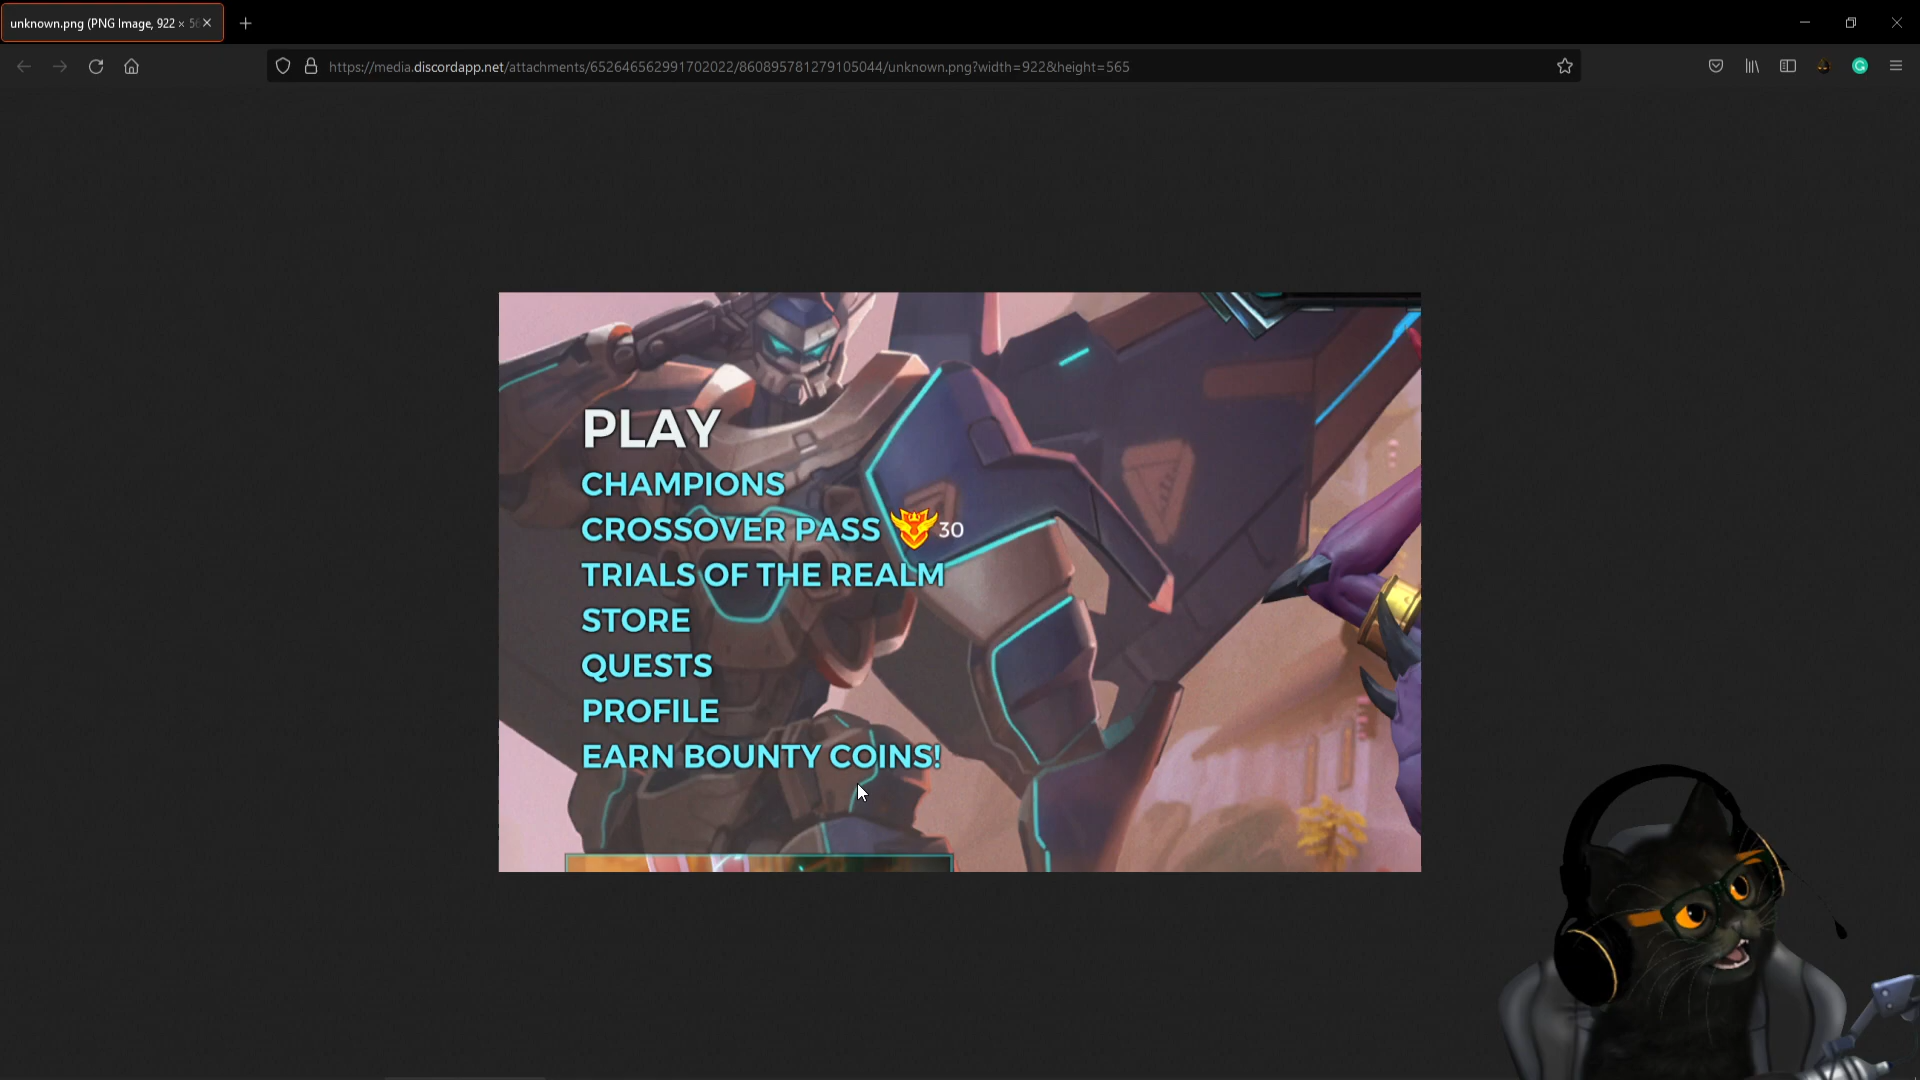 unknown.png (PNG Image, 922 × 56
https://media.discordapp.net/attachments/652646562991702022/860895781279105044/unknown.png?width=922&height=565
PLAY
CHAMPIONS
CROSSOVER PASS 30
TRIALS OF THE REALM
STORE
QUESTS
PROFILE
EARN BOUNTY COINS!